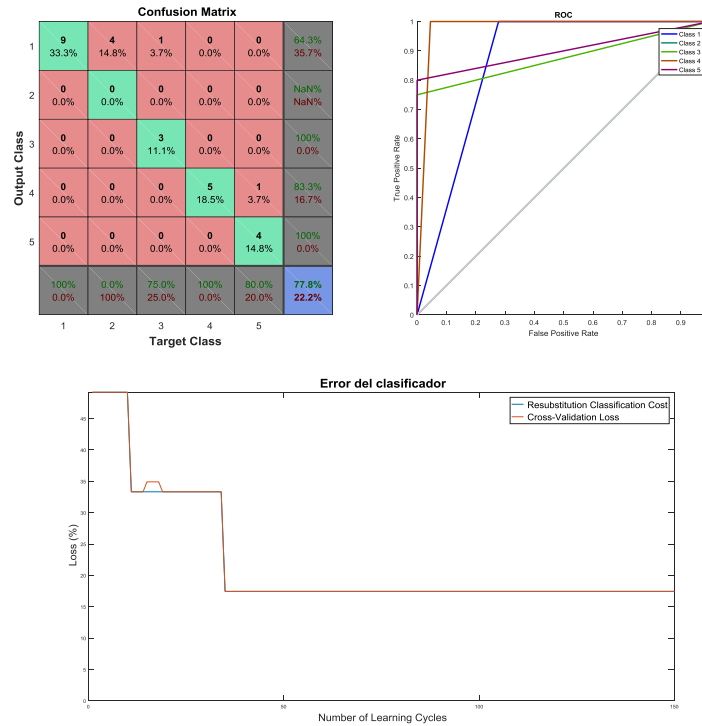 Confusion Matrix
Output Class
1
9 4 1 0 0 64.3%
33.3% 14.8% 3.7% 0.0% 0.0% 35.7%
2
0 0 0 0 0 NaN%
0.0% 0.0% 0.0% 0.0% 0.0% NaN%
3
0 0 3 0 0 100%
0.0% 0.0% 11.1% 0.0% 0.0% 0.0%
4
0 0 0 5 1 83.3%
0.0% 0.0% 0.0% 18.5% 3.7% 16.7%
5
0 0 0 0 4 100%
0.0% 0.0% 0.0% 0.0% 14.8% 0.0%
100% 0.0% 75.0% 100% 80.0% 77.8%
0.0% 100% 25.0% 0.0% 20.0% 22.2%
1 2 3 4 5
Target Class
ROC
True Positive Rate
1
0.9
0.8
0.7
0.6
0.5
0.4
0.3
0.2
0.1
0
Class 1
Class 2
Class 3
Class 4
Class 5
0 0.1 0.2 0.3 0.4 0.5 0.6 0.7 0.8 0.9
False Positive Rate
Error del clasificador
Loss (%)
45
40
35
30
25
20
15
10
5
0
Resubstitution Classification Cost
Cross-Validation Loss
0 50 100 150
Number of Learning Cycles